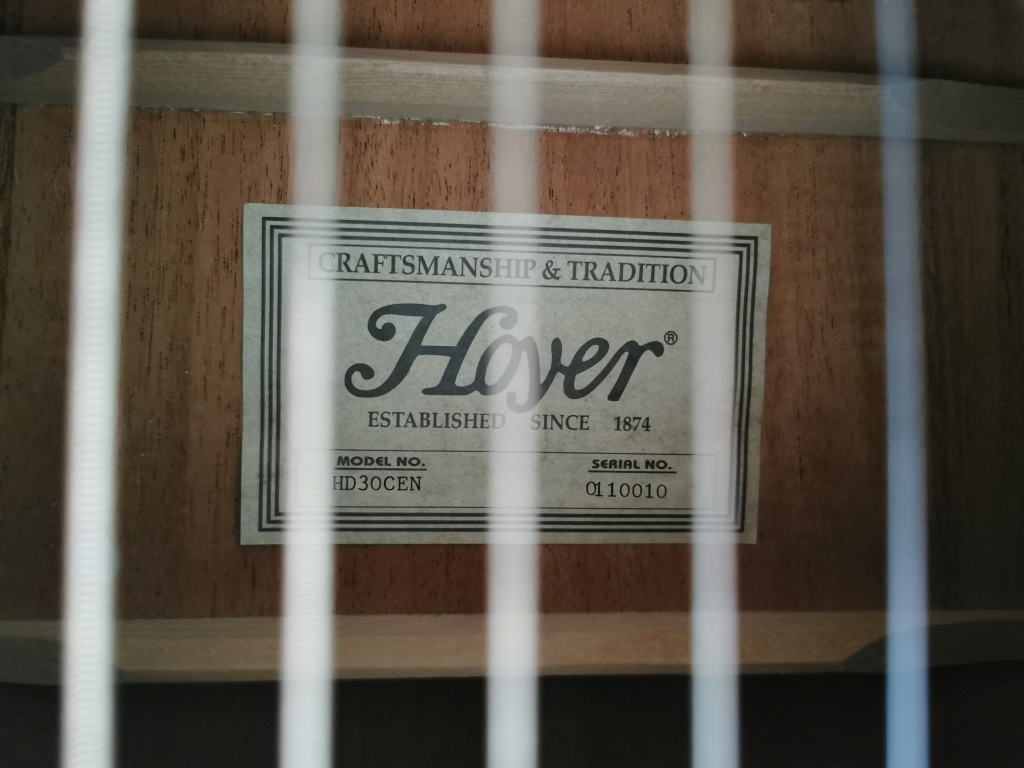 CRAFTSMANSHIP & TRADITION
Hoyer®
ESTABLISHED SINCE 1874
MODEL NO. SERIAL NO.
HD30CEN 0110010